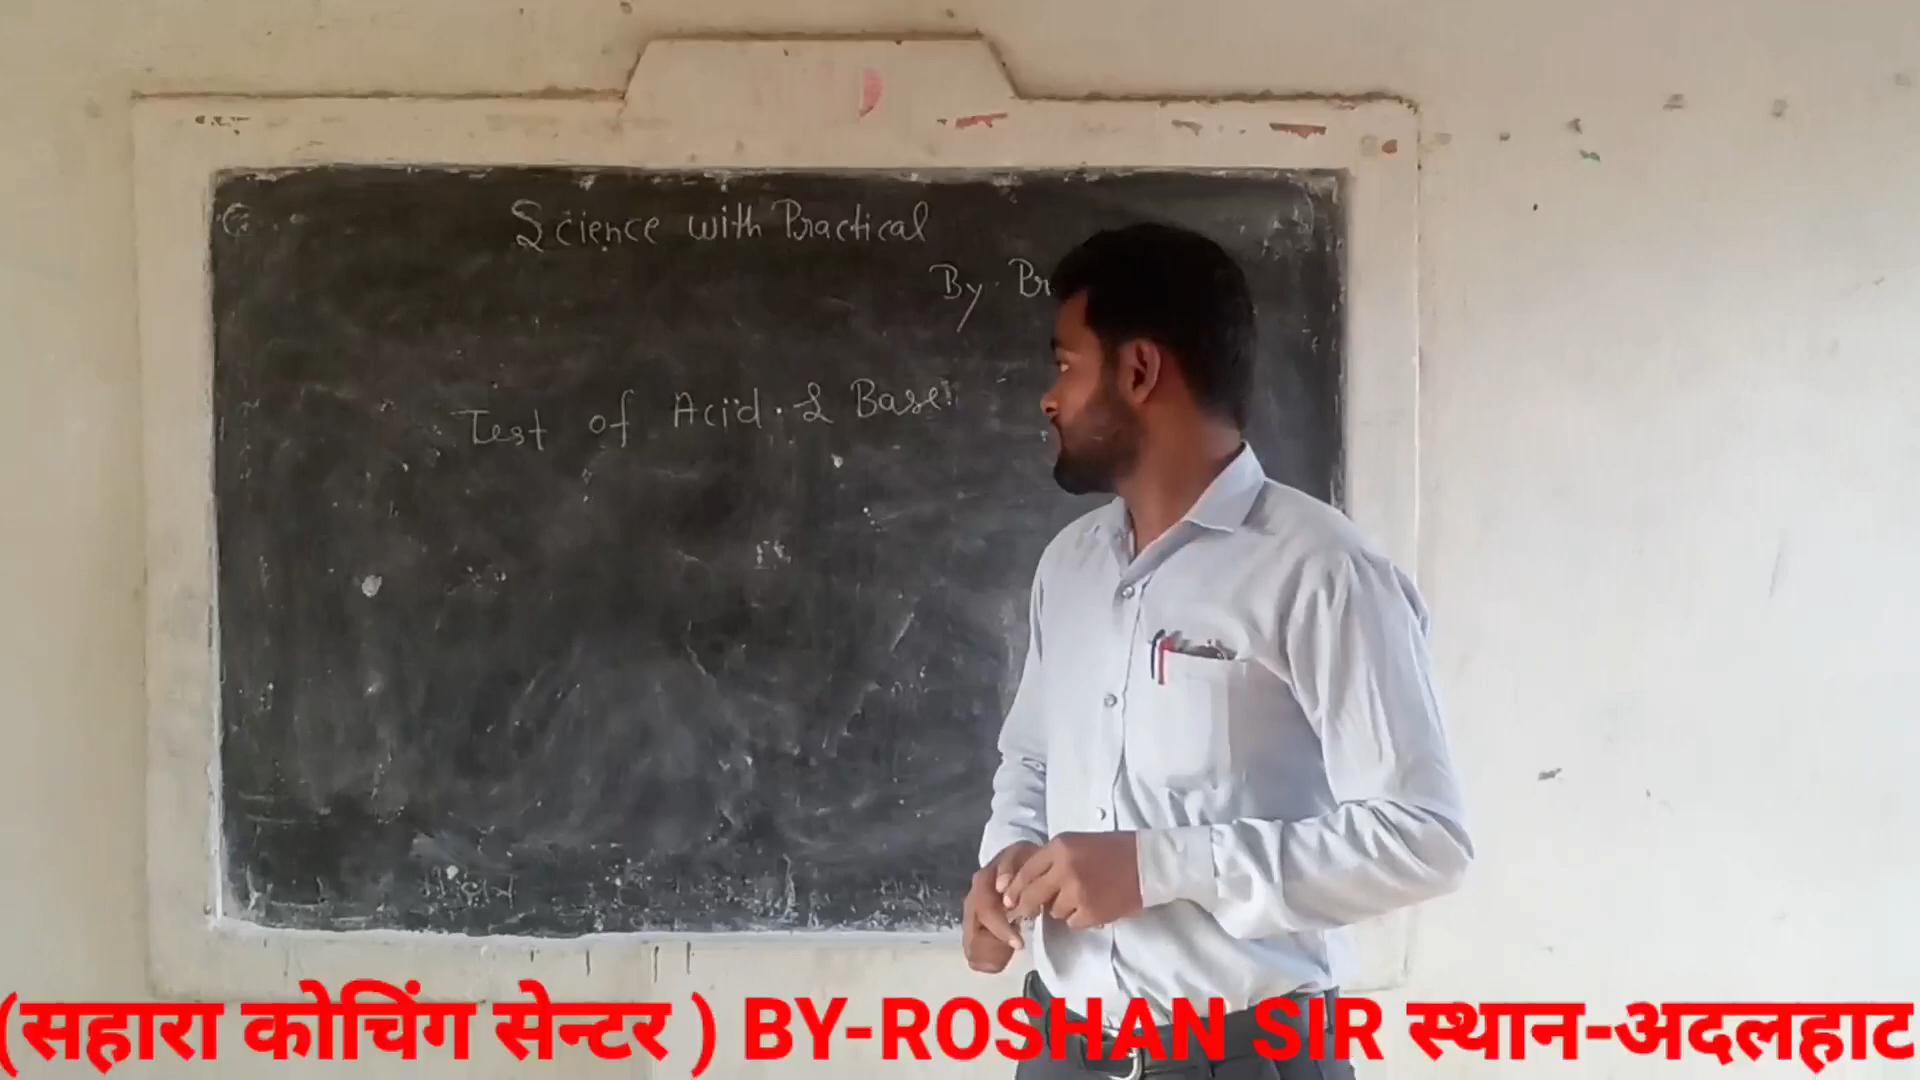 Science with Practical
By. Br
Test of Acid. & Base
(सहारा कोचिंग सेन्टर ) BY-ROSHAN SIR स्थान-अदलहाट